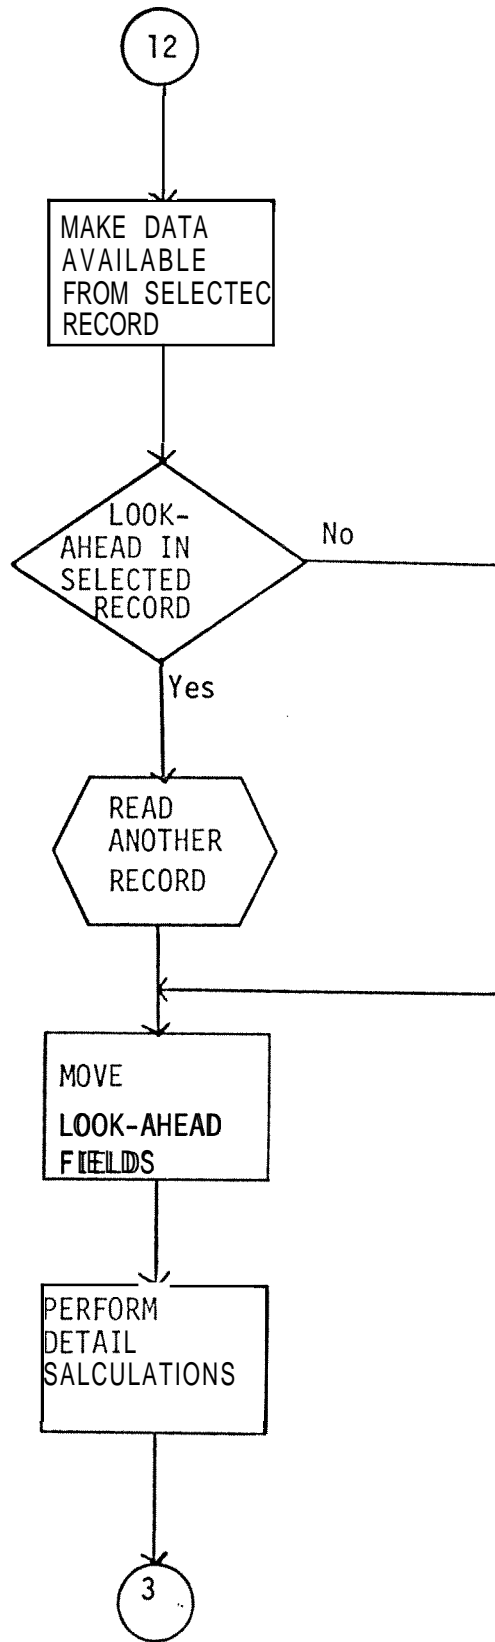 12
MAKE DATA
AVAILABLE
FROM SELECTEC
RECORD
LOOK-
AHEAD IN
SELECTED
RECORD
No
Yes
READ
ANOTHER
RECORD
MOVE
LOOK-AHEAD
FIELDS
PERFORM
DETAIL
SALCULATIONS
3